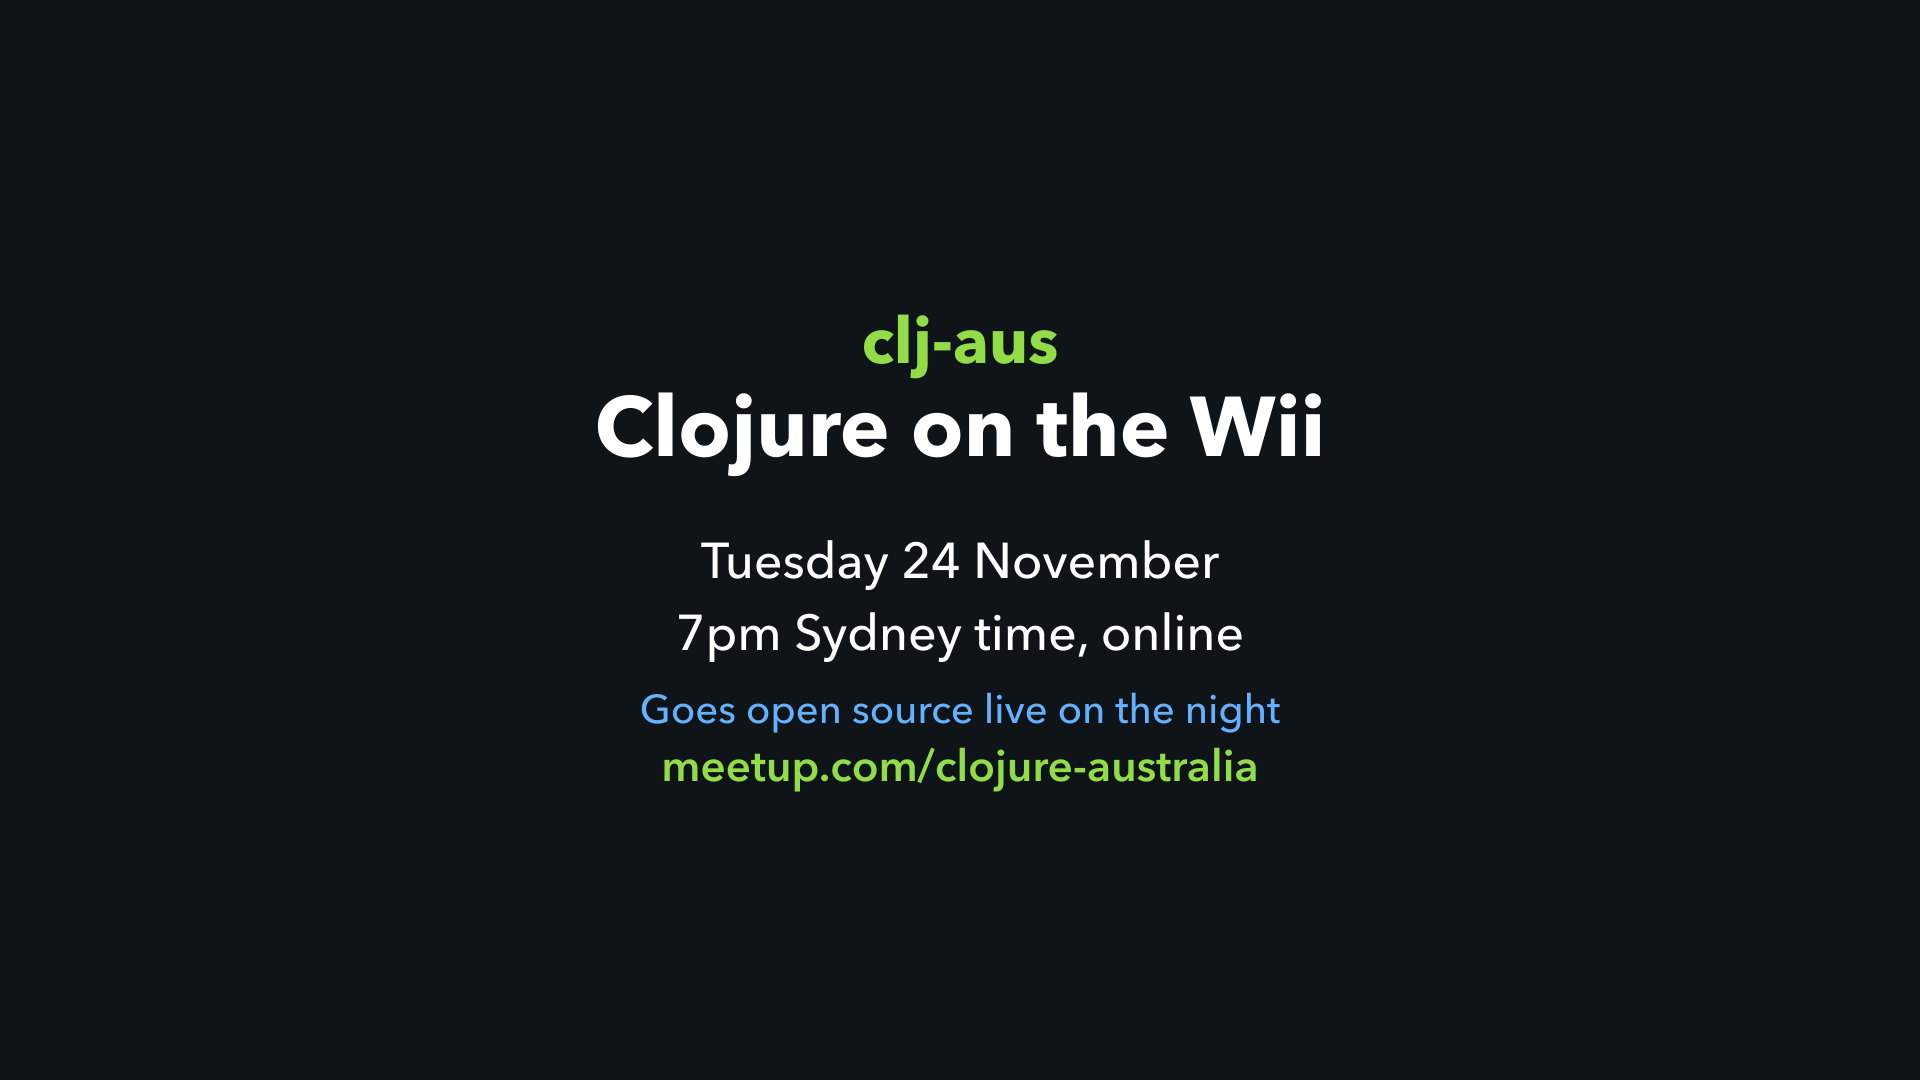 clj-aus
Clojure on the Wii
Tuesday 24 November
7pm Sydney time, online
Goes open source live on the night
meetup.com/clojure-australia